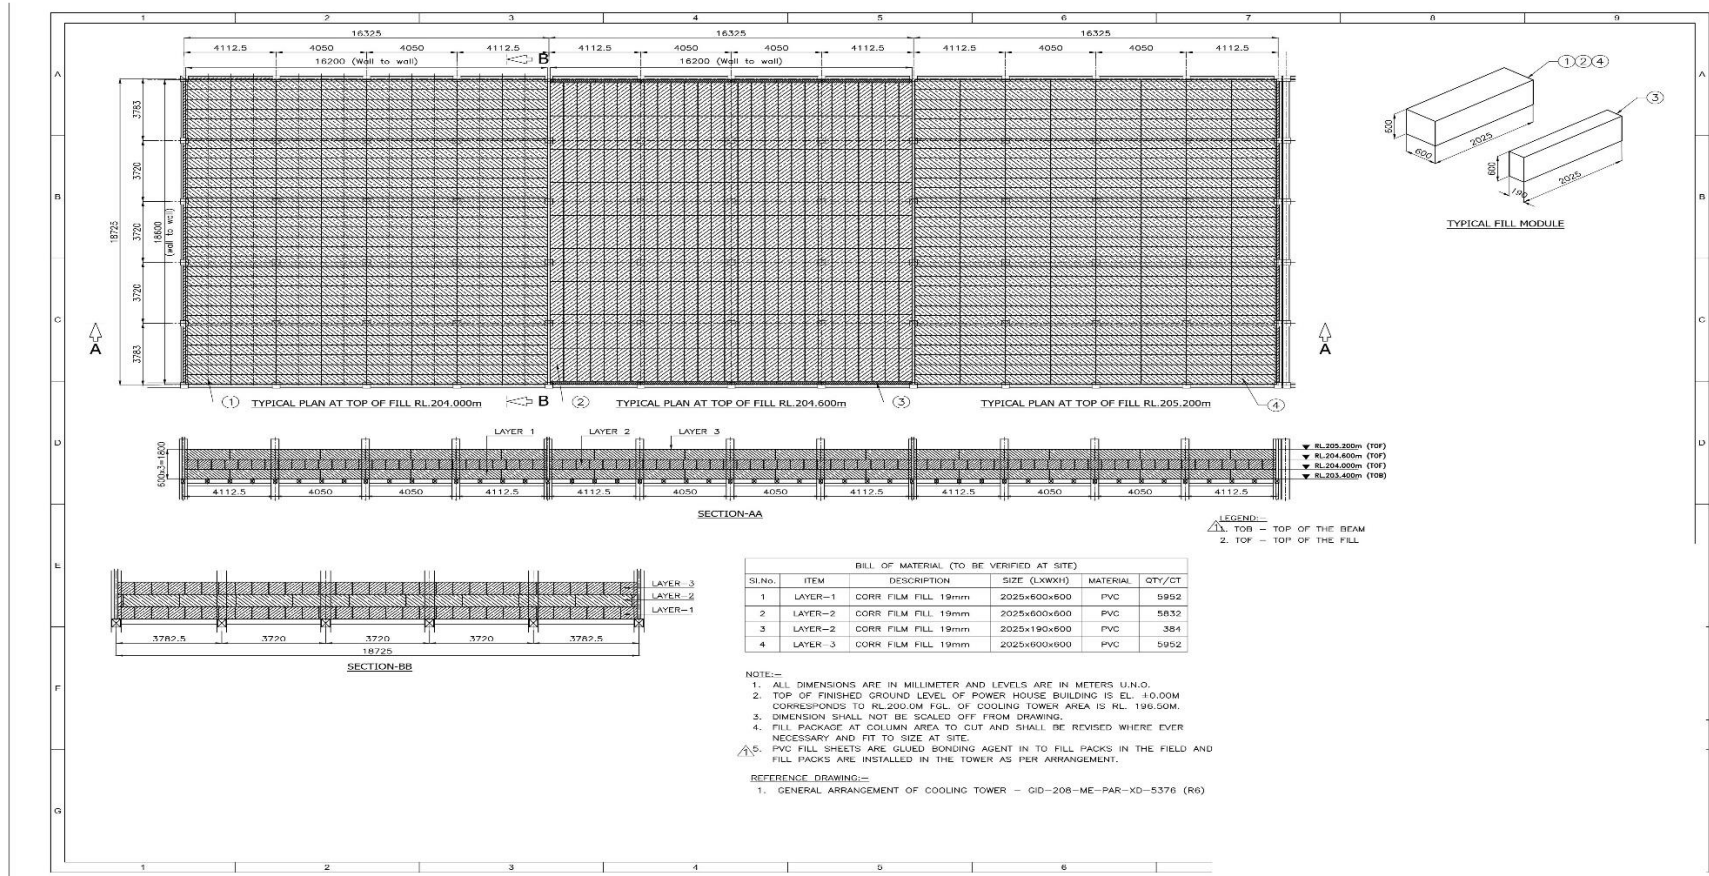 1 2 3 4 5 6 7 8 9
16325 16325 16325
4112.5 4050 4050 4112.5 4112.5 4050 4050 4112.5 4112.5 4050 4050 4112.5
16200 (Wall to wall) B 16200 (Wall to wall)
A A
1 2 4
3
600
600
2025
600
190
2025
TYPICAL FILL MODULE
3783
3720
3720
3720
3783
18725
18600
(wall to wall)
B B
C C
A A
1 TYPICAL PLAN AT TOP OF FILL RL.204.000m B 2 TYPICAL PLAN AT TOP OF FILL RL.204.600m 3 TYPICAL PLAN AT TOP OF FILL RL.205.200m 4
D D
LAYER 1 LAYER 2 LAYER 3
600x3=1800
RL.205.200m (TOF)
RL.204.600m (TOF)
RL.204.000m (TOF)
RL.203.400m (TOB)
4112.5 4050 4050 4112.5 4112.5 4050 4050 4112.5 4112.5 4050 4050 4112.5
SECTION-AA
LEGEND:-
1 1. TOB - TOP OF THE BEAM
2. TOF - TOP OF THE FILL
E
LAYER-3
LAYER-2
LAYER-1
3782.5 3720 3720 3720 3782.5
18725
SECTION-BB
BILL OF MATERIAL (TO BE VERIFIED AT SITE)
Sl.No. ITEM DESCRIPTION SIZE (LXWXH) MATERIAL QTY/CT
1 LAYER-1 CORR FILM FILL 19mm 2025x600x600 PVC 5952
2 LAYER-2 CORR FILM FILL 19mm 2025x600x600 PVC 5832
3 LAYER-2 CORR FILM FILL 19mm 2025x190x600 PVC 384
4 LAYER-3 CORR FILM FILL 19mm 2025x600x600 PVC 5952
F
NOTE:-
1. ALL DIMENSIONS ARE IN MILLIMETER AND LEVELS ARE IN METERS U.N.O.
2. TOP OF FINISHED GROUND LEVEL OF POWER HOUSE BUILDING IS EL. ±0.00M
CORRESPONDS TO RL.200.0M FGL. OF COOLING TOWER AREA IS RL. 196.50M.
3. DIMENSION SHALL NOT BE SCALED OFF FROM DRAWING.
4. FILL PACKAGE AT COLUMN AREA TO CUT AND SHALL BE REVISED WHERE EVER
NECESSARY AND FIT TO SIZE AT SITE.
1 5. PVC FILL SHEETS ARE GLUED BONDING AGENT IN TO FILL PACKS IN THE FIELD AND
FILL PACKS ARE INSTALLED IN THE TOWER AS PER ARRANGEMENT.
REFERENCE DRAWING:-
1. GENERAL ARRANGEMENT OF COOLING TOWER - GID-208-ME-PAR-XD-5376 (R6)
G
1 2 3 4 5 6